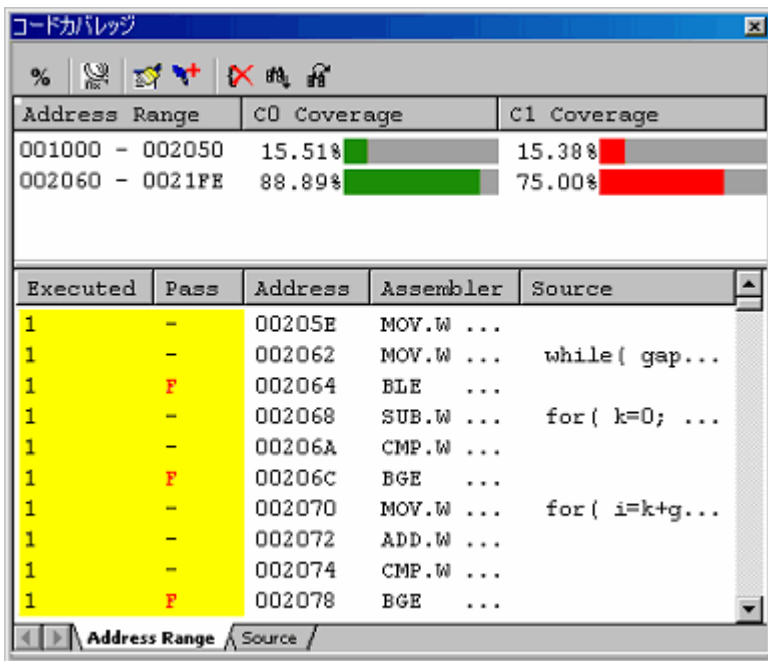 コードカバレッジ
%
Address Range C0 Coverage C1 Coverage
001000 - 002050 15.51% 15.38%
002060 - 0021FE 88.89% 75.00%
Executed Pass Address Assembler Source
1 - 00205E MOV.W ...
1 - 002062 MOV.W ... while( gap...
1 F 002064 BLE ...
1 - 002068 SUB.W ... for( k=0; ...
1 - 00206A CMP.W ...
1 F 00206C BGE ...
1 - 002070 MOV.W ... for( i=k+g...
1 - 002072 ADD.W ...
1 - 002074 CMP.W ...
1 F 002078 BGE ...
Address Range Source